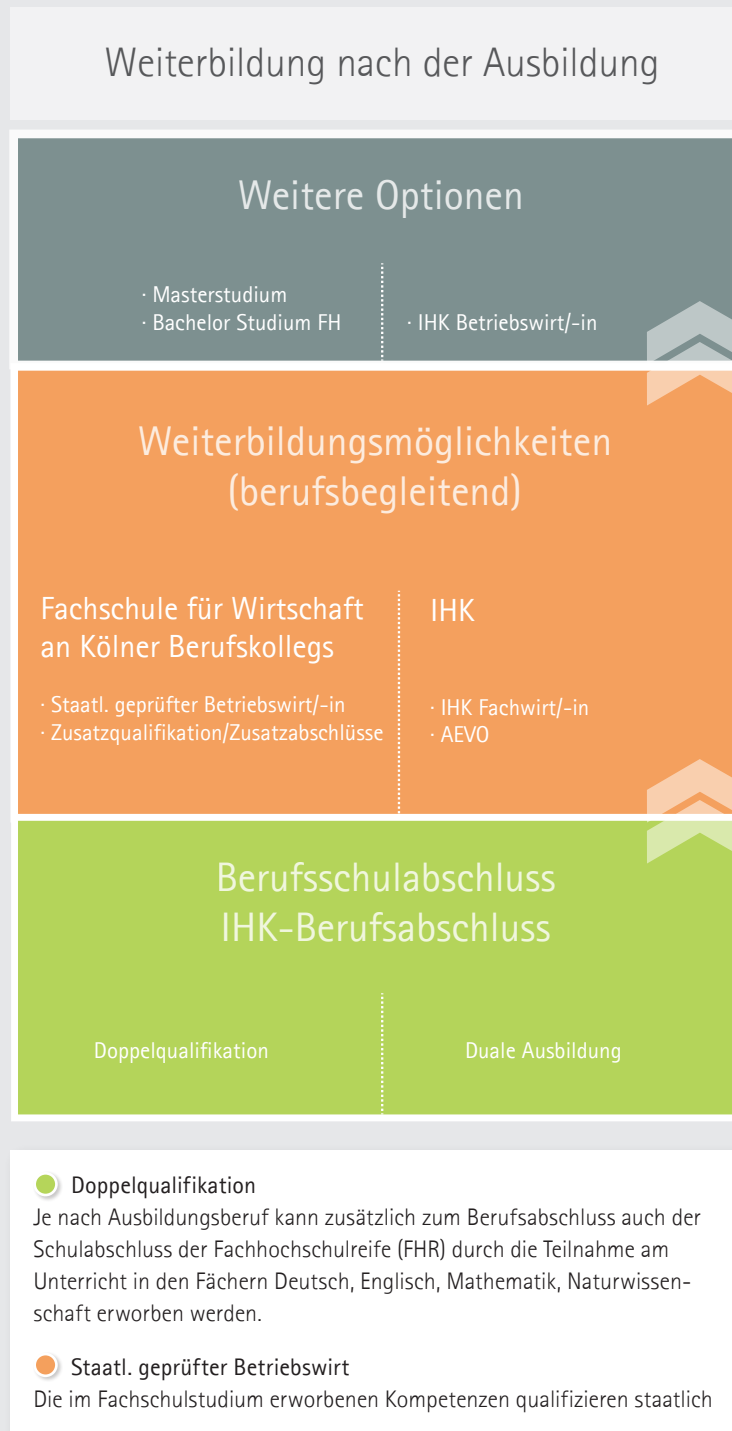 Weiterbildung nach der Ausbildung
Weitere Optionen
· Masterstudium
· Bachelor Studium FH
· IHK Betriebswirt/-in
Weiterbildungsmöglichkeiten
(berufsbegleitend)
Fachschule für Wirtschaft
an Kölner Berufskollegs
· Staatl. geprüfter Betriebswirt/-in
· Zusatzqualifikation/Zusatzabschlüsse
IHK
· IHK Fachwirt/-in
· AEVO
Berufsschulabschluss
IHK-Berufsabschluss
Doppelqualifikation
Duale Ausbildung
Doppelqualifikation
Je nach Ausbildungsberuf kann zusätzlich zum Berufsabschluss auch der
Schulabschluss der Fachhochschulreife (FHR) durch die Teilnahme am
Unterricht in den Fächern Deutsch, Englisch, Mathematik, Naturwissen-
schaft erworben werden.
Staatl. geprüfter Betriebswirt
Die im Fachschulstudium erworbenen Kompetenzen qualifizieren staatlich